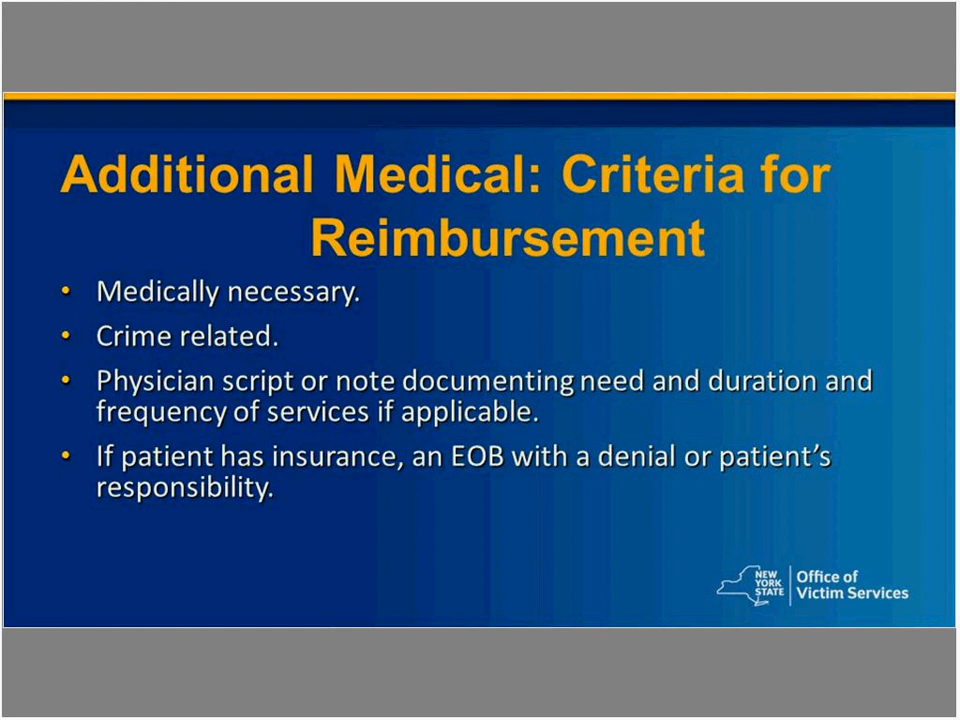 Additional Medical: Criteria for
Reimbursement
• Medically necessary.
• Crime related.
• Physician script or note documenting need and duration and
frequency of services if applicable.
• If patient has insurance, an EOB with a denial or patient’s
responsibility.
NEW
YORK
STATE
Office of
Victim Services